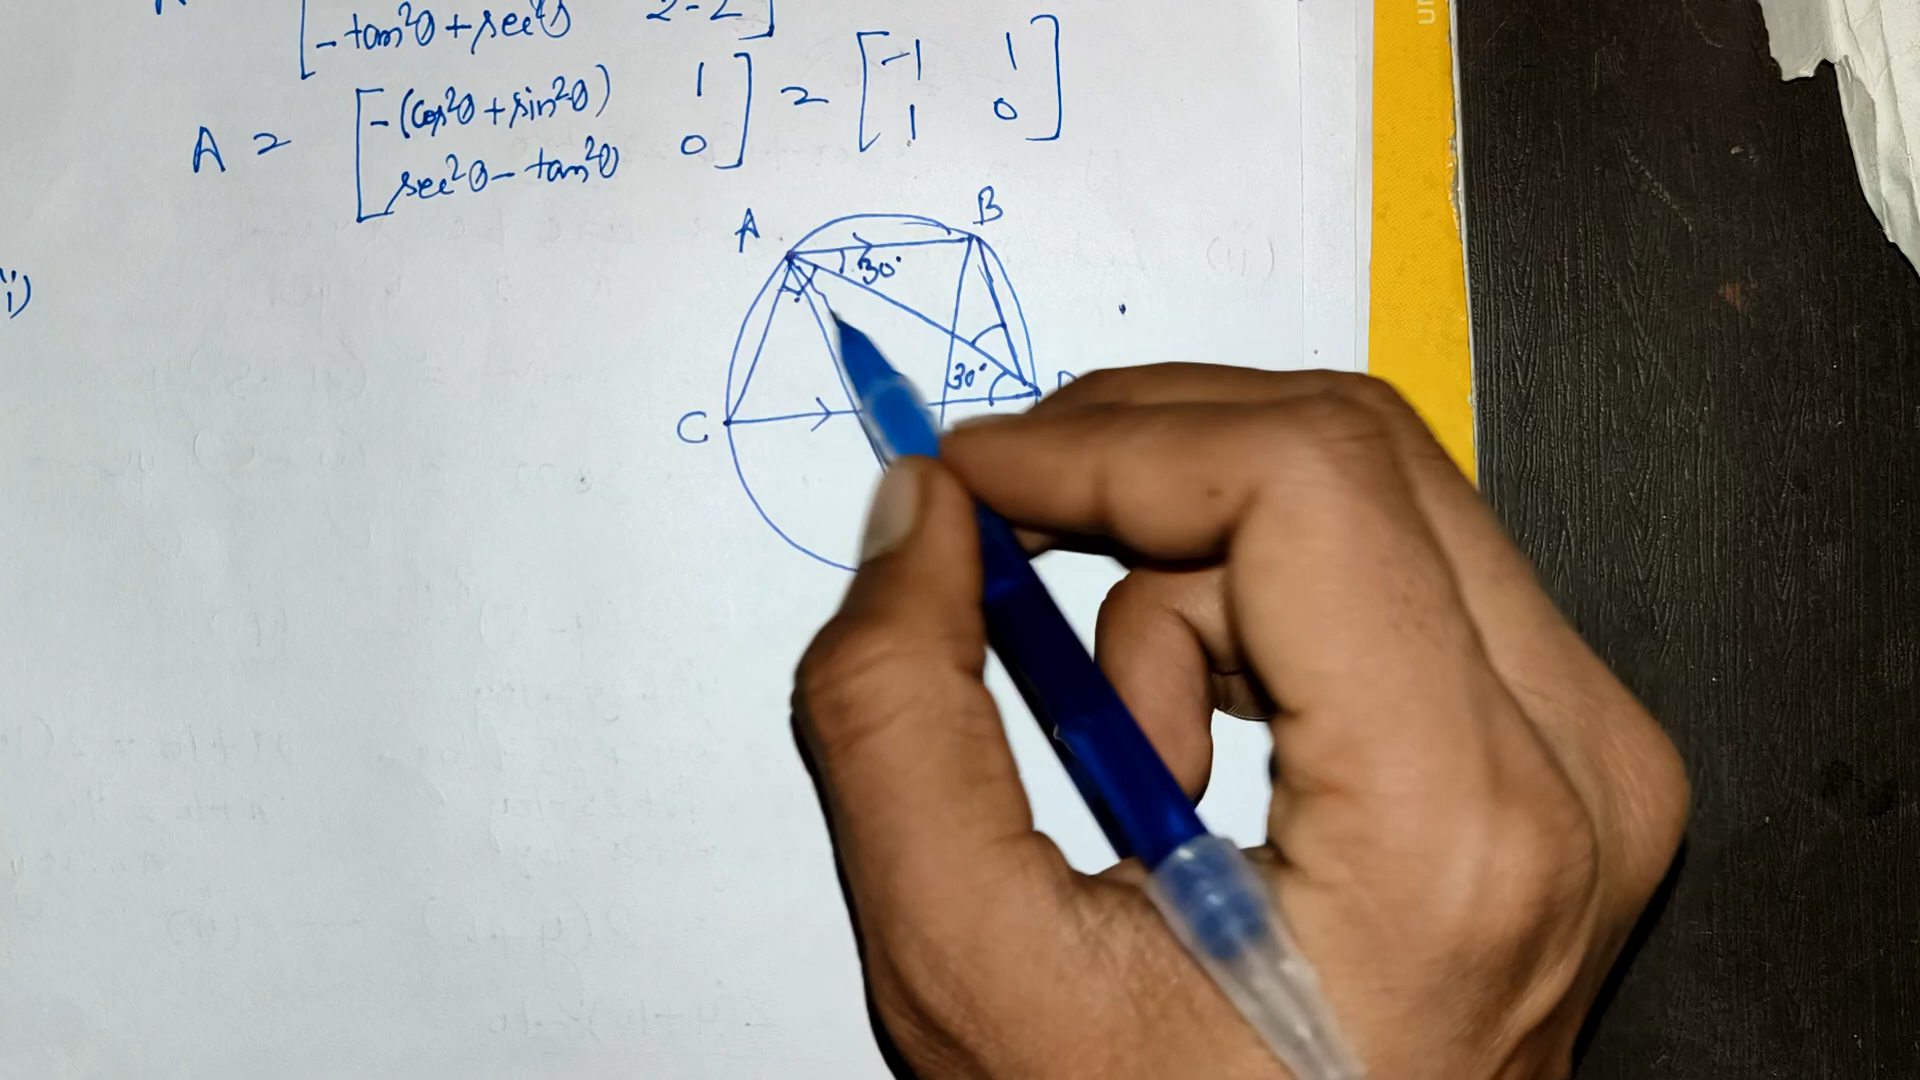 -tan²θ+sec²θ 2-2
A = [-(cos²θ+sin²θ) 1] = [-1 1]
[sec²θ-tan²θ 0] [1 0]
A B
30°
30°
C